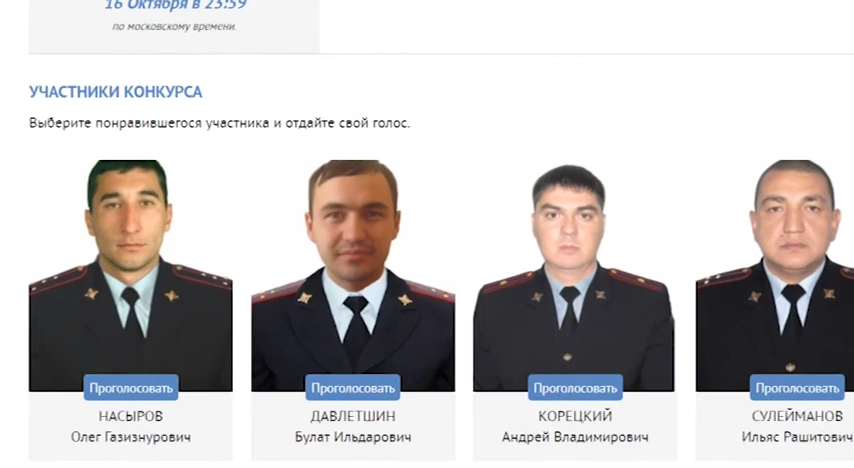 16 Октября в 23:59
по московскому времени.
УЧАСТНИКИ КОНКУРСА
Выберите понравившегося участника и отдайте свой голос.
Проголосовать Проголосовать Проголосовать Проголосовать
НАСЫРОВ ДАВЛЕТШИН КОРЕЦКИЙ СУЛЕЙМАНОВ
Олег Газизнурович Булат Ильдарович Андрей Владимирович Ильяс Рашитович